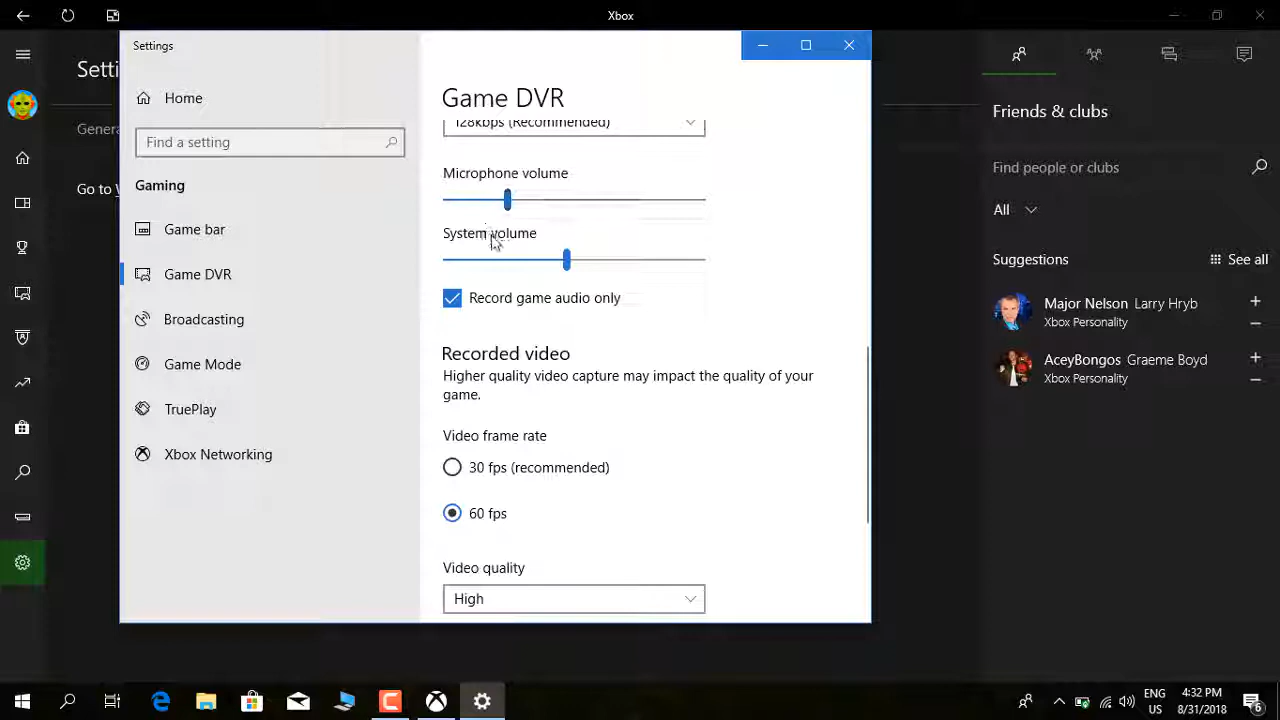 Xbox
Settings
Setti
Home
Find a setting
Gaming
Game bar
Game DVR
Broadcasting
Game Mode
TruePlay
Xbox Networking
Genera
Go to W
Game DVR
128kbps (Recommended)
Microphone volume
System volume
Record game audio only
Recorded video
Higher quality video capture may impact the quality of your
game.
Video frame rate
30 fps (recommended)
60 fps
Video quality
High
Friends & clubs
Find people or clubs
All
Suggestions
See all
Major Nelson Larry Hryb
Xbox Personality
AceyBongos Graeme Boyd
Xbox Personality
ENG
US
4:32 PM
8/31/2018
6